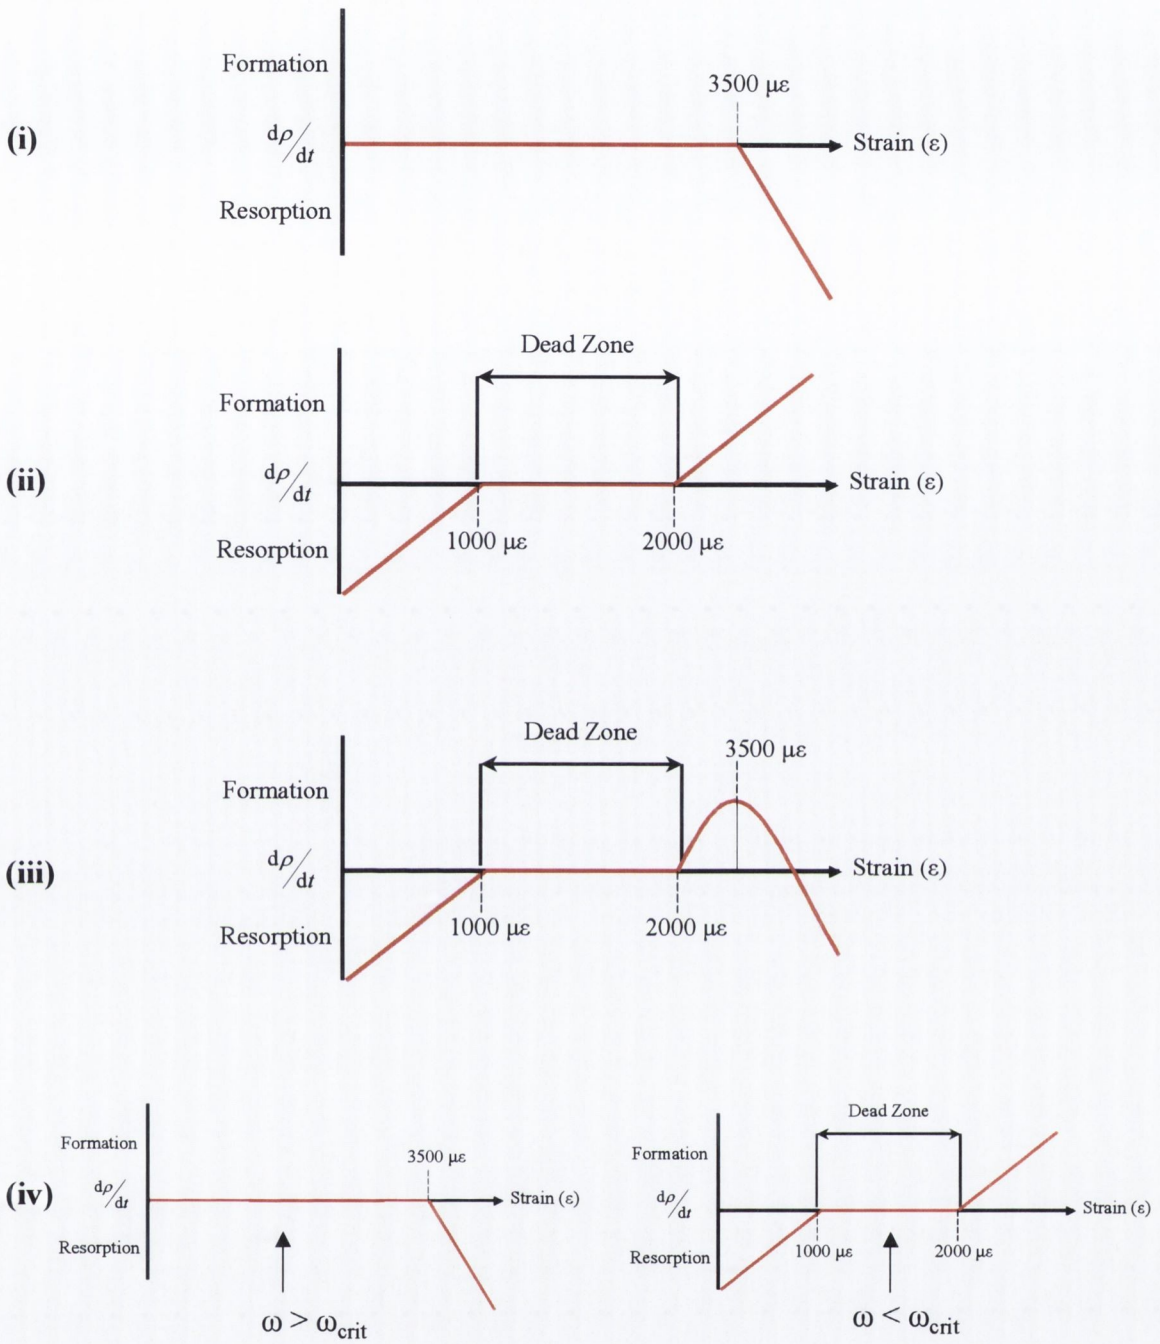 Formation
3500 με
(i)
dρ/dt
Strain (ε)
Resorption
Dead Zone
Formation
(ii)
dρ/dt
Strain (ε)
1000 με
2000 με
Resorption
Dead Zone
3500 με
Formation
(iii)
dρ/dt
Strain (ε)
1000 με
2000 με
Resorption
(iv)
Formation
3500 με
dρ/dt
Strain (ε)
Resorption
ω > ωcrit
Dead Zone
Formation
dρ/dt
Strain (ε)
1000 με
2000 με
Resorption
ω < ωcrit